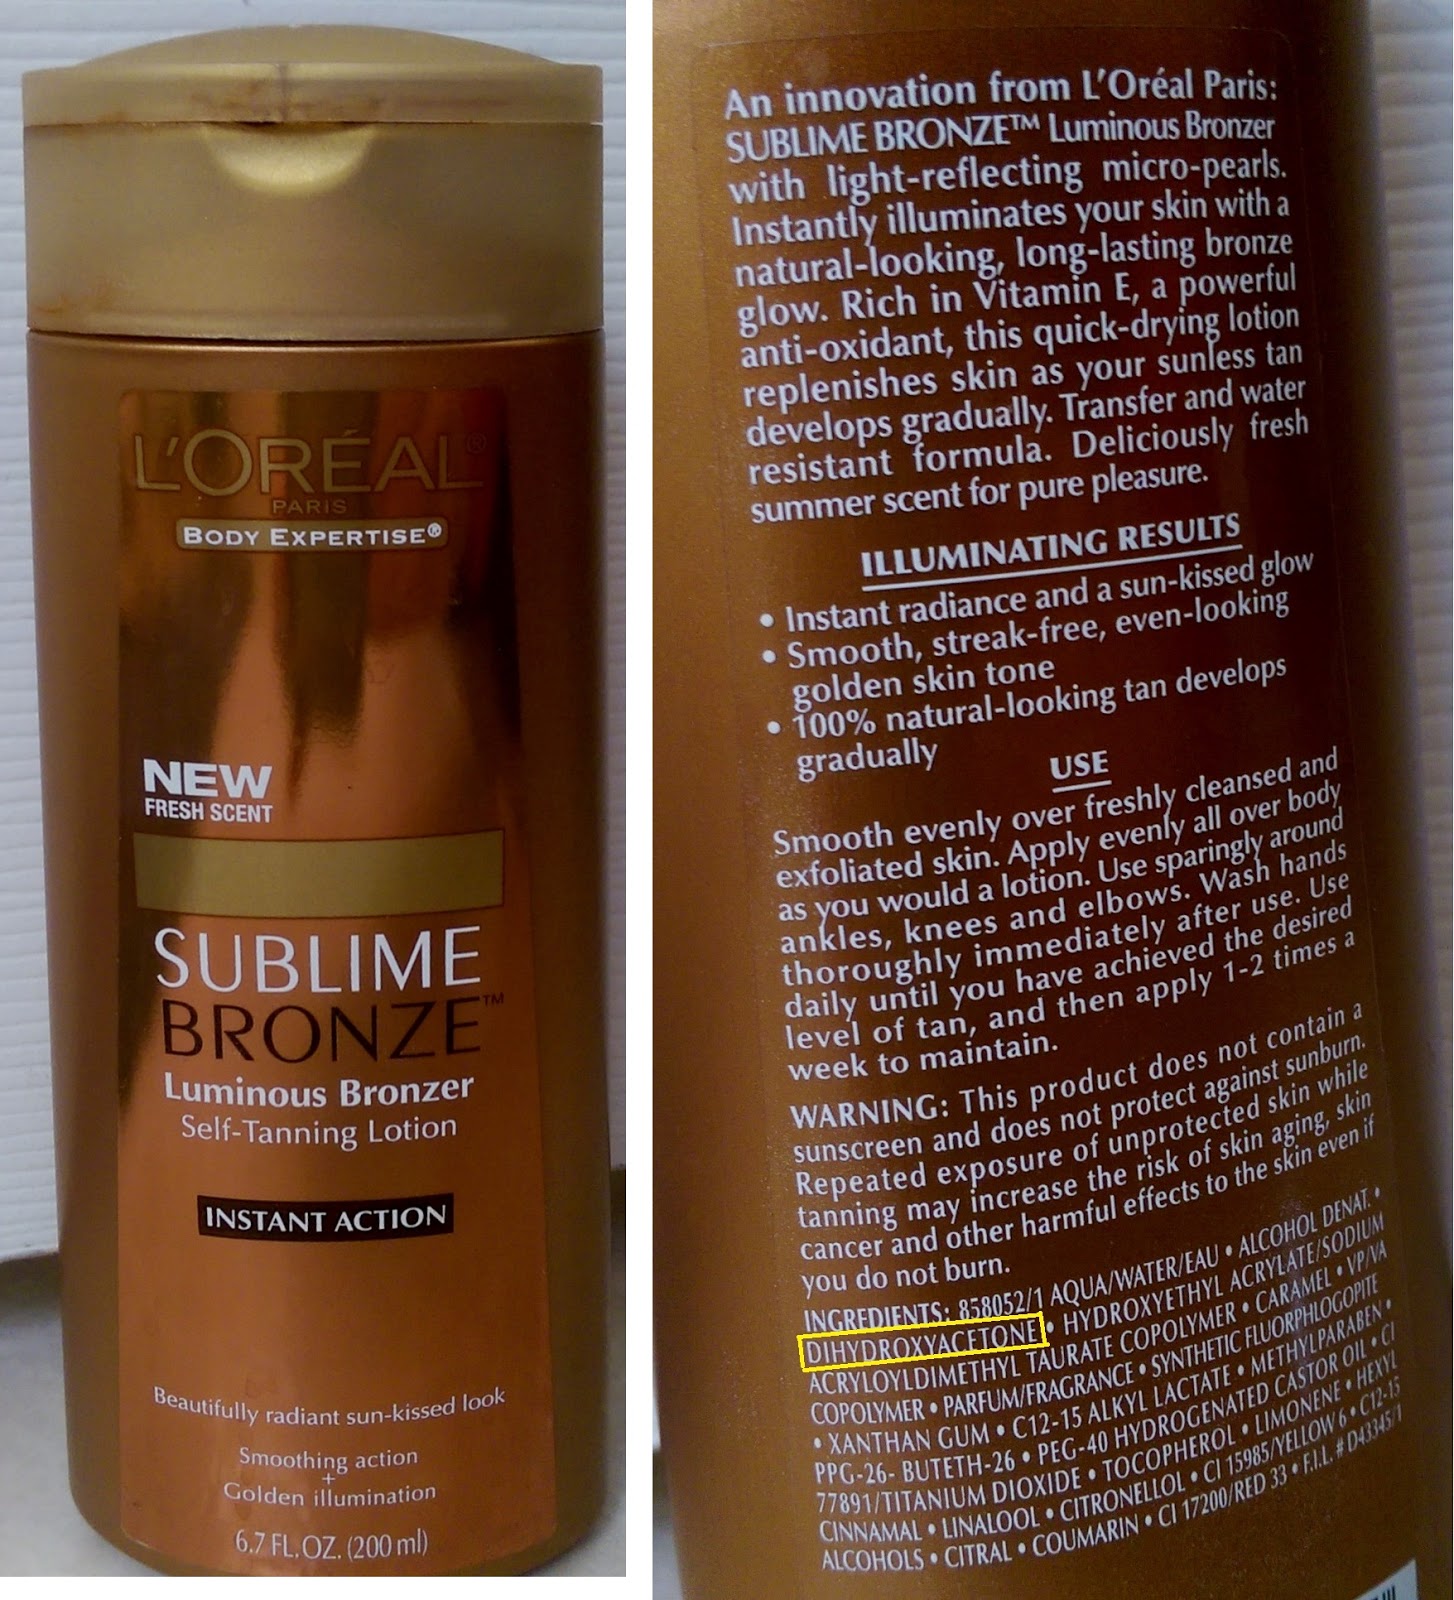 L'ORÉAL®
PARIS
BODY EXPERTISE®
NEW
FRESH SCENT
SUBLIME
BRONZE™
Luminous Bronzer
Self-Tanning Lotion
INSTANT ACTION
Beautifully radiant sun-kissed look
Smoothing action
+
Golden illumination
6.7 FL. OZ. (200 ml)
An innovation from L'Oréal Paris:
SUBLIME BRONZE™ Luminous Bronzer
with light-reflecting micro-pearls.
Instantly illuminates your skin with a
natural-looking, long-lasting bronze
glow. Rich in Vitamin E, a powerful
anti-oxidant, this quick-drying lotion
replenishes skin as your sunless tan
develops gradually. Transfer and water
resistant formula. Deliciously fresh
summer scent for pure pleasure.
ILLUMINATING RESULTS
• Instant radiance and a sun-kissed glow
• Smooth, streak-free, even-looking
golden skin tone
• 100% natural-looking tan develops
gradually
USE
Smooth evenly over freshly cleansed and
exfoliated skin. Apply evenly all over body
as you would a lotion. Use sparingly around
ankles, knees and elbows. Wash hands
thoroughly immediately after use. Use
daily until you have achieved the desired
level of tan, and then apply 1-2 times a
week to maintain.
WARNING: This product does not contain a
sunscreen and does not protect against sunburn.
Repeated exposure of unprotected skin while
tanning may increase the risk of skin aging, skin
cancer and other harmful effects to the skin even if
you do not burn.
INGREDIENTS: 858052/1 AQUA/WATER/EAU • ALCOHOL DENAT. •
DIHYDROXYACETONE • HYDROXYETHYL ACRYLATE/SODIUM
ACRYLOYLDIMETHYL TAURATE COPOLYMER • CARAMEL • VP/VA
COPOLYMER • PARFUM/FRAGRANCE • SYNTHETIC FLUORPHLOGOPITE
• XANTHAN GUM • C12-15 ALKYL LACTATE • METHYLPARABEN •
PPG-26- BUTETH-26 • PEG-40 HYDROGENATED CASTOR OIL • CI
77891/TITANIUM DIOXIDE • TOCOPHEROL • LIMONENE • HEXYL
CINNAMAL • LINALOOL • CITRONELLOL • CI 15985/YELLOW 6 • C12-15
ALCOHOLS • CITRAL • COUMARIN • CI 17200/RED 33 • F.I.L. # D43345/1